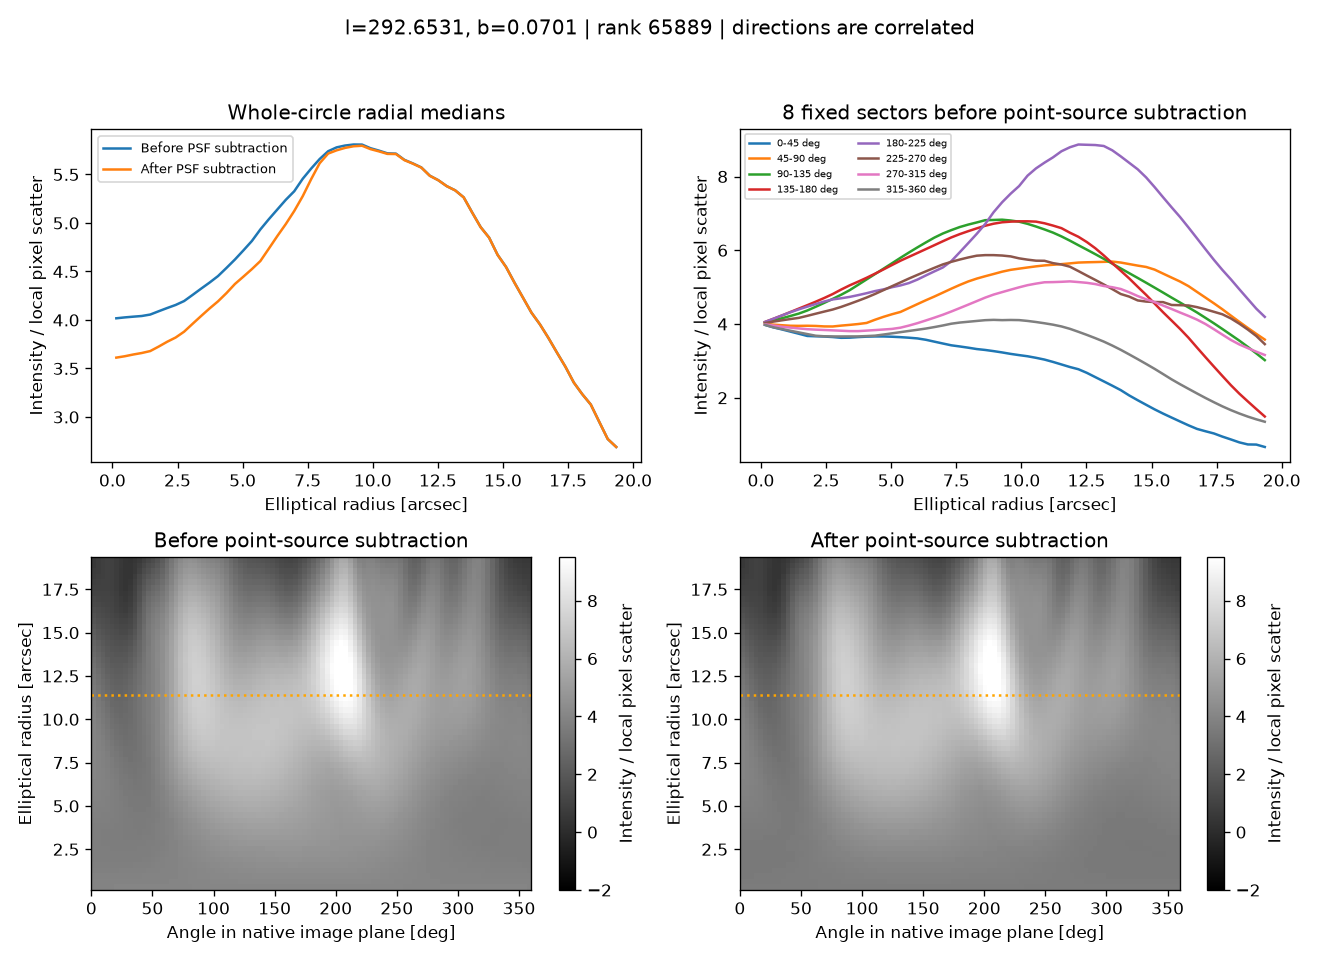 l=292.6531, b=0.0701 | rank 65889 | directions are correlated
Whole-circle radial medians
Before PSF subtraction
After PSF subtraction
Intensity / local pixel scatter
5.5
5.0
4.5
4.0
3.5
3.0
0.0 2.5 5.0 7.5 10.0 12.5 15.0 17.5 20.0
Elliptical radius [arcsec]
8 fixed sectors before point-source subtraction
0-45 deg
45-90 deg
90-135 deg
135-180 deg
180-225 deg
225-270 deg
270-315 deg
315-360 deg
Intensity / local pixel scatter
8
6
4
2
0.0 2.5 5.0 7.5 10.0 12.5 15.0 17.5 20.0
Elliptical radius [arcsec]
Before point-source subtraction
Elliptical radius [arcsec]
17.5
15.0
12.5
10.0
7.5
5.0
2.5
0 50 100 150 200 250 300 350
Angle in native image plane [deg]
8
6
4
2
0
−2
Intensity / local pixel scatter
After point-source subtraction
Elliptical radius [arcsec]
17.5
15.0
12.5
10.0
7.5
5.0
2.5
0 50 100 150 200 250 300 350
Angle in native image plane [deg]
8
6
4
2
0
−2
Intensity / local pixel scatter